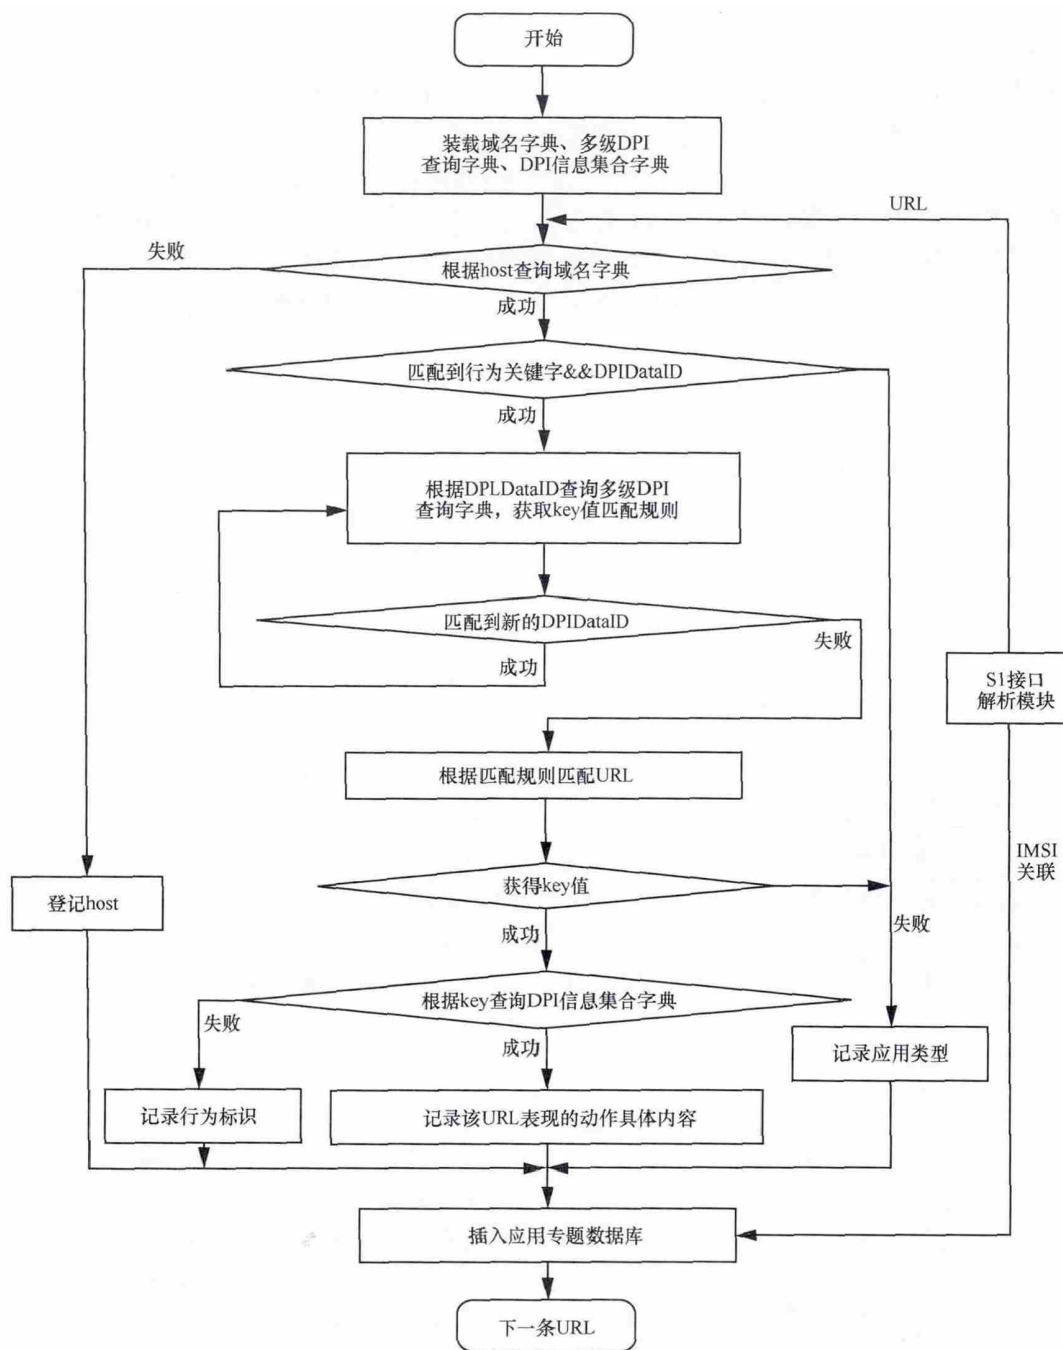 开始
装载域名字典、多级DPI
查询字典、DPI信息集合字典
URL
失败
根据host查询域名字典
成功
匹配到行为关键字&&DPIDataID
成功
根据DPLDataID查询多级DPI
查询字典，获取key值匹配规则
匹配到新的DPIDataID
失败
成功
S1接口
解析模块
根据匹配规则匹配URL
IMSI
关联
获得key值
登记host
失败
成功
根据key查询DPI信息集合字典
失败
成功
记录应用类型
记录行为标识
记录该URL表现的动作具体内容
插入应用专题数据库
下一条URL